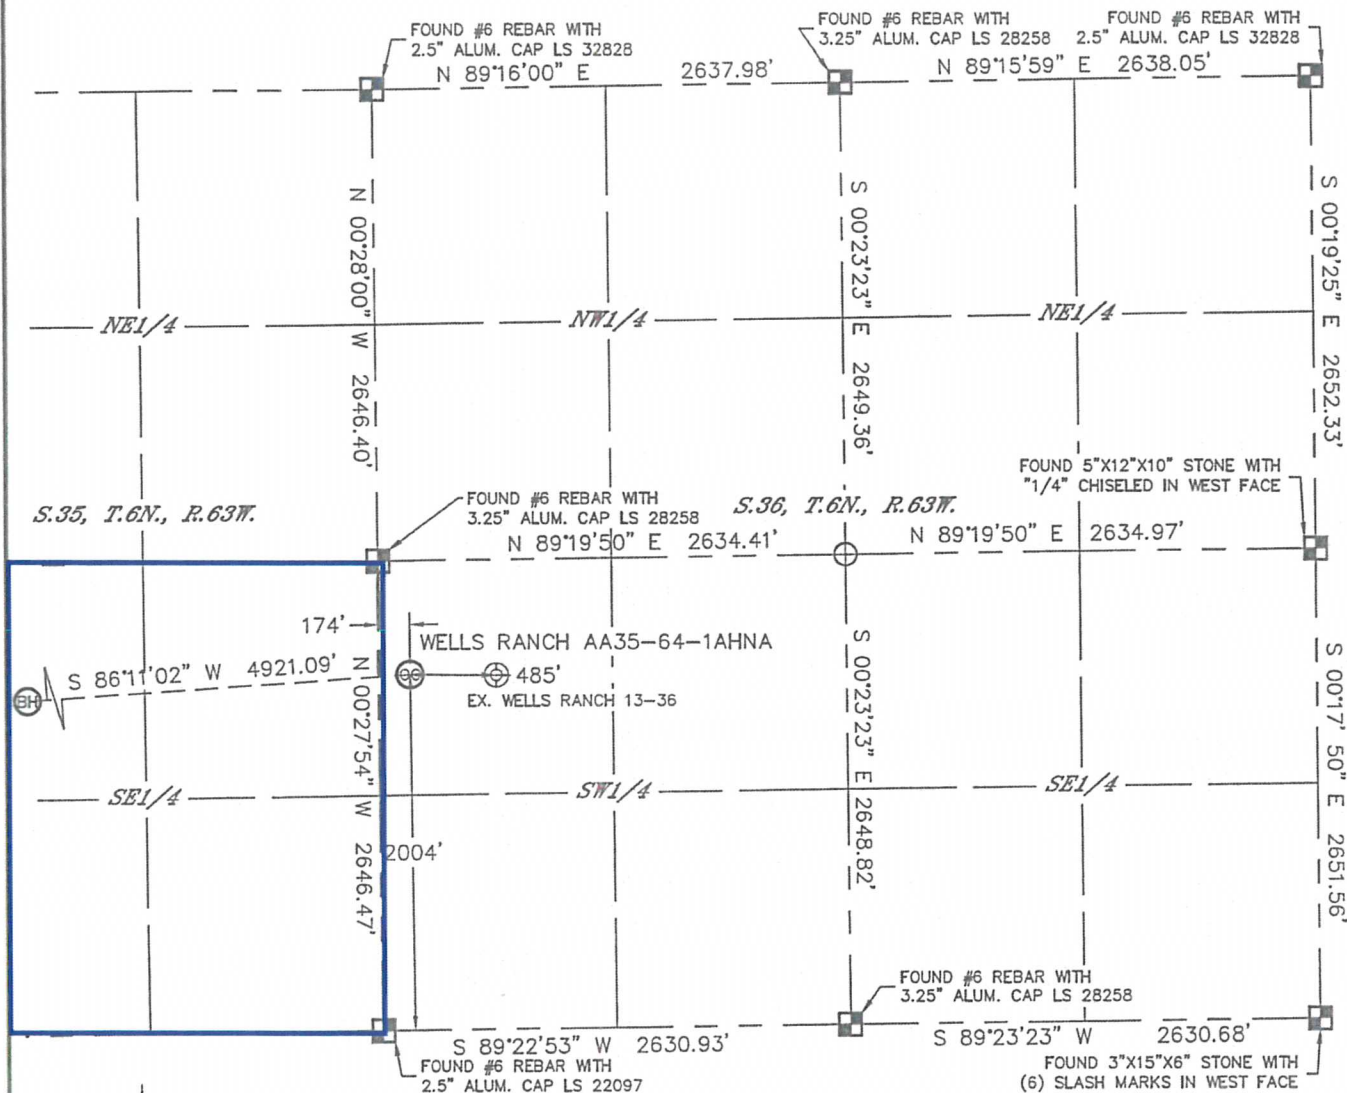 FOUND #6 REBAR WITH
2.5" ALUM. CAP LS 32828
FOUND #6 REBAR WITH
3.25" ALUM. CAP LS 28258
FOUND #6 REBAR WITH
2.5" ALUM. CAP LS 32828
N 89°16'00" E 2637.98'
N 89°15'59" E 2638.05'
N 00°28'00" W 2646.40'
S 00°23'23" E 2649.36'
S 00°19'25" E 2652.33'
NE1/4
NW1/4
NE1/4
FOUND 5"X12"X10" STONE WITH
"1/4" CHISELED IN WEST FACE
S.35, T.6N., R.63W.
FOUND #6 REBAR WITH
3.25" ALUM. CAP LS 28258
S.36, T.6N., R.63W.
N 89°19'50" E 2634.41'
N 89°19'50" E 2634.97'
174'
WELLS RANCH AA35-64-1AHNA
S 86°11'02" W 4921.09'
485'
BH
EX. WELLS RANCH 13-36
N 00°27'54" W 2646.47'
S 00°23'23" E 2648.82'
S 00°17' 50" E 2651.56'
SE1/4
SW1/4
SE1/4
2004'
FOUND #6 REBAR WITH
3.25" ALUM. CAP LS 28258
S 89°22'53" W 2630.93'
S 89°23'23" W 2630.68'
FOUND #6 REBAR WITH
2.5" ALUM. CAP LS 22097
FOUND 3"X15"X6" STONE WITH
(6) SLASH MARKS IN WEST FACE